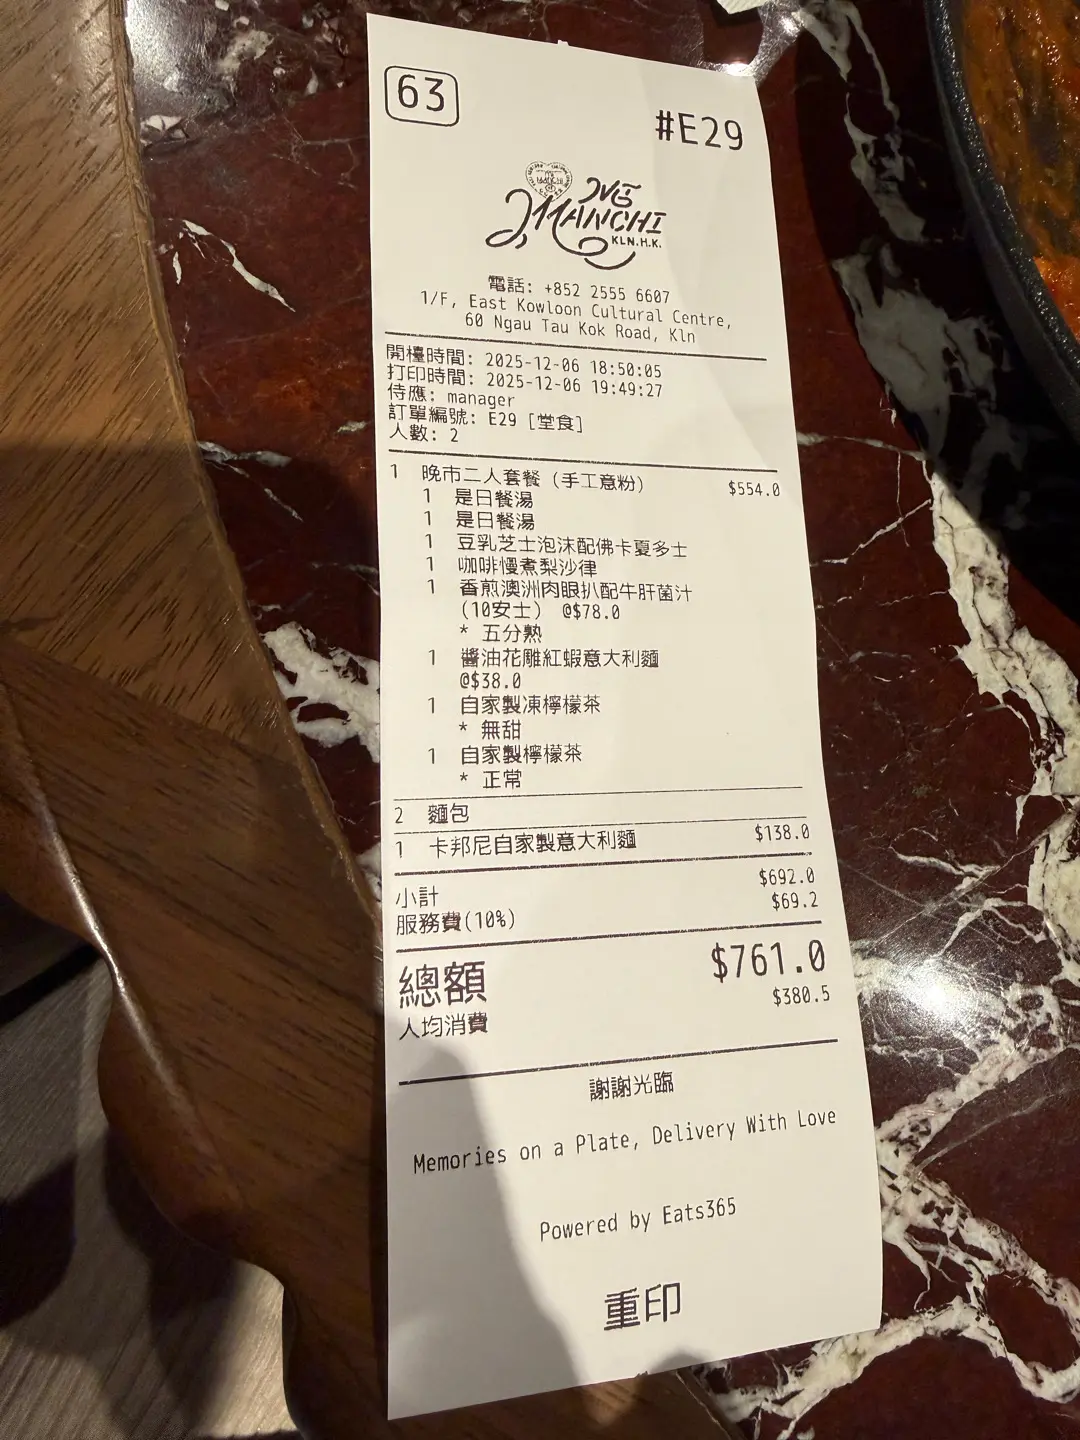 63
#E29
KLN.H.K.
電話: +852 2555 6607
1/F, East Kowloon Cultural Centre,
60 Ngau Tau Kok Road, Kln
開檯時間: 2025-12-06 18:50:05
打印時間: 2025-12-06 19:49:27
侍應: manager
訂單編號: E29 [堂食]
人數: 2
1 晚市二人套餐 (手工意粉) $554.0
1 是日餐湯
1 是日餐湯
1 豆乳芝士泡沫配佛卡夏多士
1 咖啡慢煮梨沙律
1 香煎澳洲肉眼扒配牛肝菌汁
(10安士) @$78.0
* 五分熟
1 醬油花雕紅蝦意大利麵
@$38.0
1 自家製凍檸檬茶
* 無甜
1 自家製檸檬茶
* 正常
2 麵包
1 卡邦尼自家製意大利麵 $138.0
小計 $692.0
服務費(10%) $69.2
總額 $761.0
人均消費 $380.5
謝謝光臨
Memories on a Plate, Delivery With Love
Powered by Eats365
重印